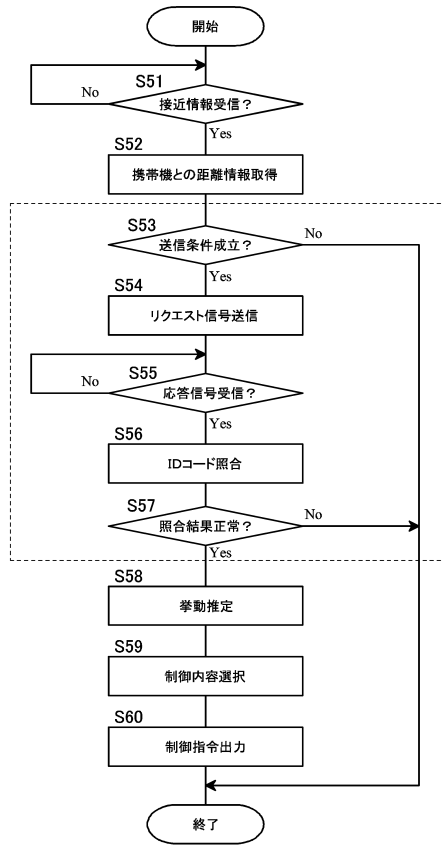 開始
S51
接近情報受信？
No
Yes
S52
携帯機との距離情報取得
S53
送信条件成立？
No
Yes
S54
リクエスト信号送信
S55
応答信号受信？
No
Yes
S56
IDコード照合
S57
照合結果正常？
No
Yes
S58
挙動推定
S59
制御内容選択
S60
制御指令出力
終了